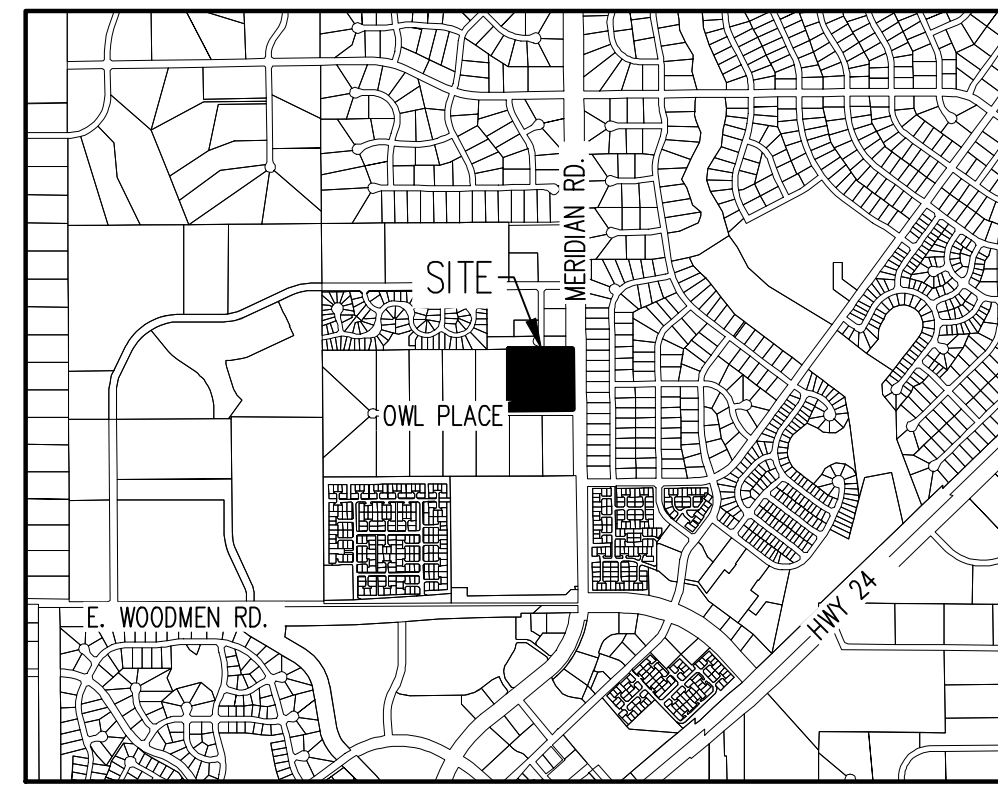 MERIDIAN RD.
SITE
OWL PLACE
HWY 24
E. WOODMEN RD.